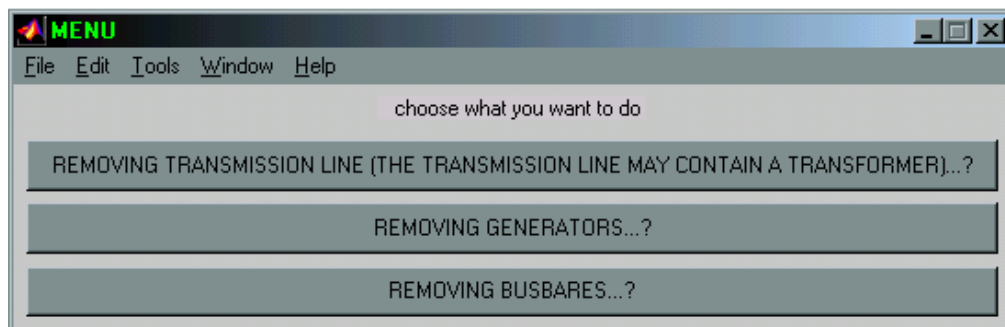 MENU
File Edit Tools Window Help
choose what you want to do
REMOVING TRANSMISSION LINE (THE TRANSMISSION LINE MAY CONTAIN A TRANSFORMER)...?
REMOVING GENERATORS...?
REMOVING BUSBARES...?